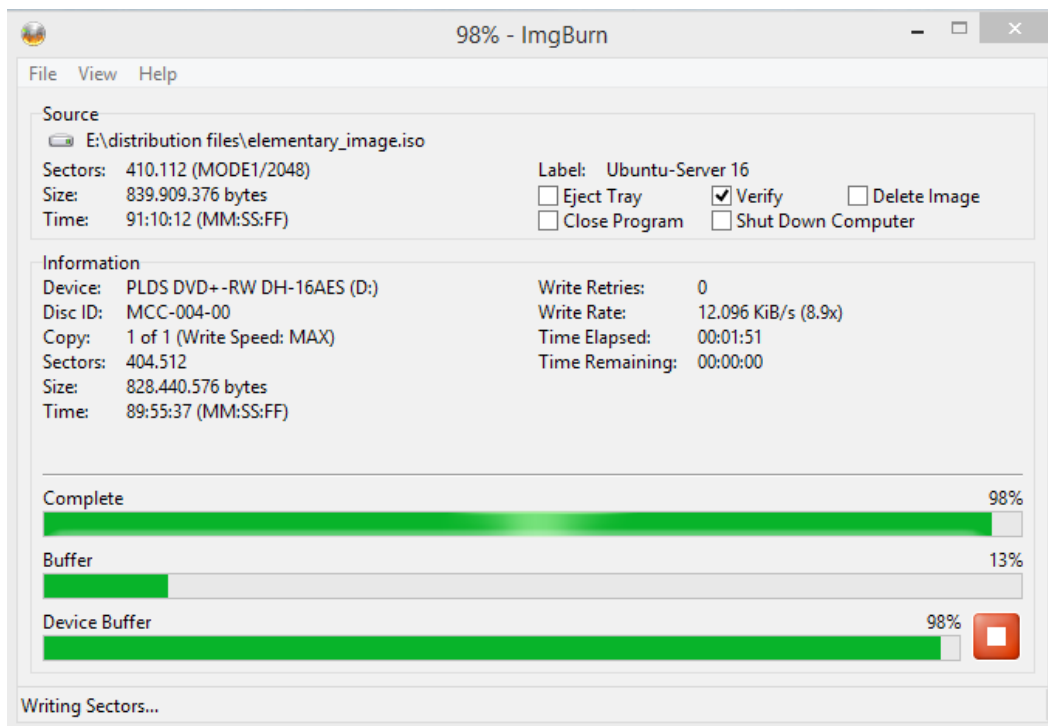 98% - ImgBurn
File View Help
Source
E:\distribution files\elementary_image.iso
Sectors: 410.112 (MODE1/2048) Label: Ubuntu-Server 16
Size: 839.909.376 bytes Eject Tray Verify Delete Image
Time: 91:10:12 (MM:SS:FF) Close Program Shut Down Computer
Information
Device: PLDS DVD+-RW DH-16AES (D:) Write Retries: 0
Disc ID: MCC-004-00 Write Rate: 12.096 KiB/s (8.9x)
Copy: 1 of 1 (Write Speed: MAX) Time Elapsed: 00:01:51
Sectors: 404.512 Time Remaining: 00:00:00
Size: 828.440.576 bytes
Time: 89:55:37 (MM:SS:FF)
Complete 98%
Buffer 13%
Device Buffer 98%
Writing Sectors...